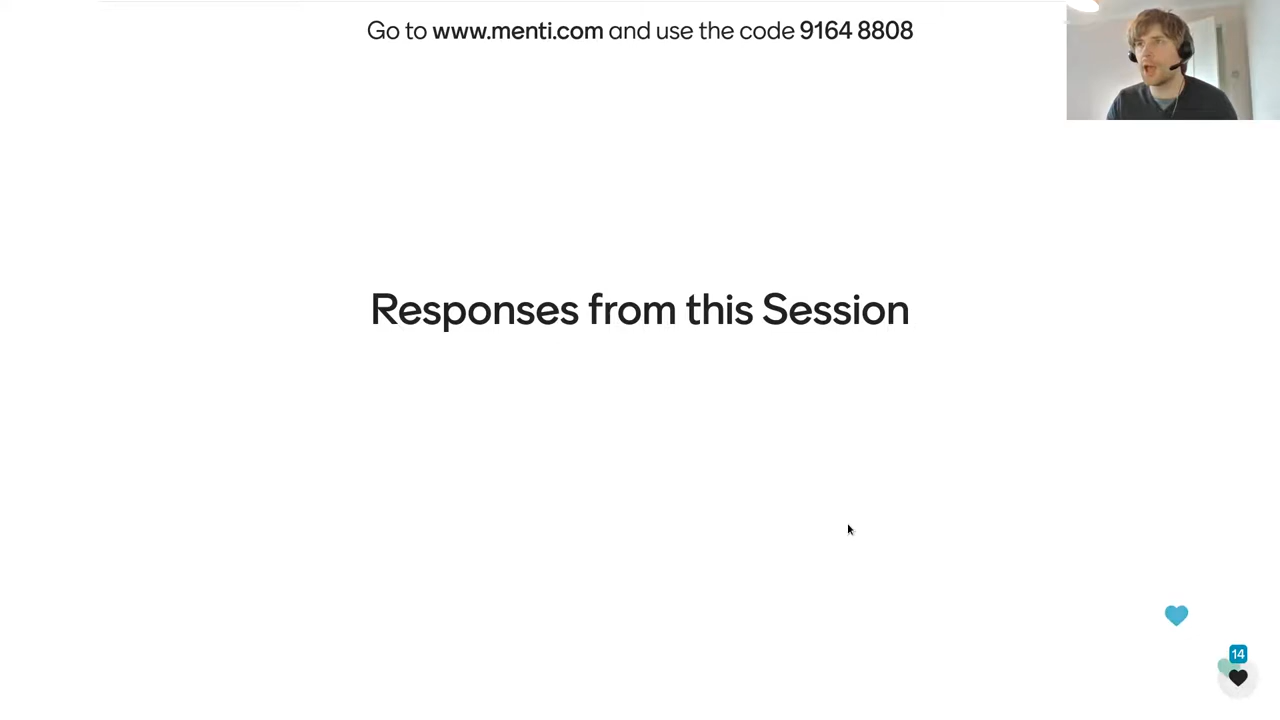 Go to www.menti.com and use the code 9164 8808
Responses from this Session
14